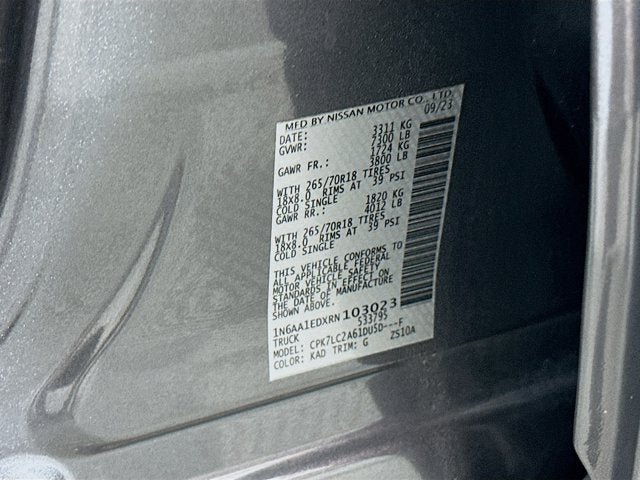 MFD BY NISSAN MOTOR CO., LTD.
DATE: 09/23
GVWR: 3311 KG
7300 LB
GAWR FR.: 1724 KG
3800 LB
WITH 265/70R18 TIRES
18X8.0 RIMS AT 39 PSI
COLD SINGLE
GAWR RR.: 1820 KG
4012 LB
WITH 265/70R18 TIRES
18X8.0 RIMS AT 39 PSI
COLD SINGLE
THIS VEHICLE CONFORMS TO
ALL APPLICABLE FEDERAL
MOTOR VEHICLE SAFETY
STANDARDS IN EFFECT ON
THE DATE OF MANUFACTURE
SHOWN ABOVE.
1N6AA1EDXRN103023
TRUCK 533795
MODEL: CPK7LC2A61DU5D---F
COLOR: KAD TRIM: G ZS10A